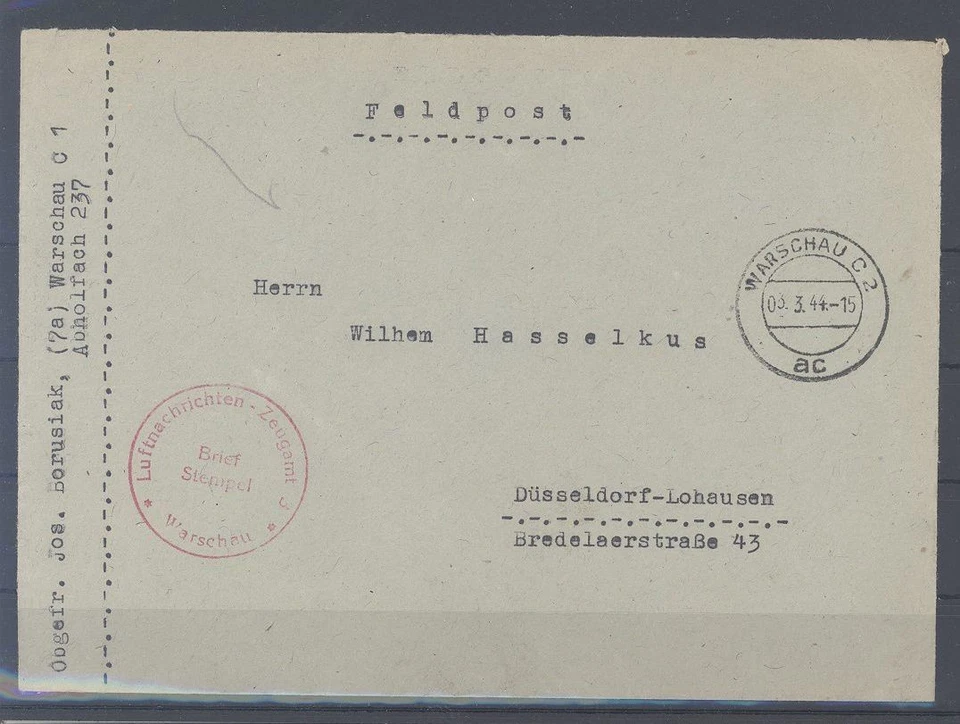 Feldpost
Obgefr. Jos. Borusiak, (7a) Warschau C 1
Abholfach 237
WARSCHAU C 2
3.44.-15
ac
Herrn
Wilhem Hasselkus
Luftnachrichten-Zeugamt 3
Brief
Stempel
* Warschau *
Düsseldorf-Lohausen
Bredelaerstraße 43